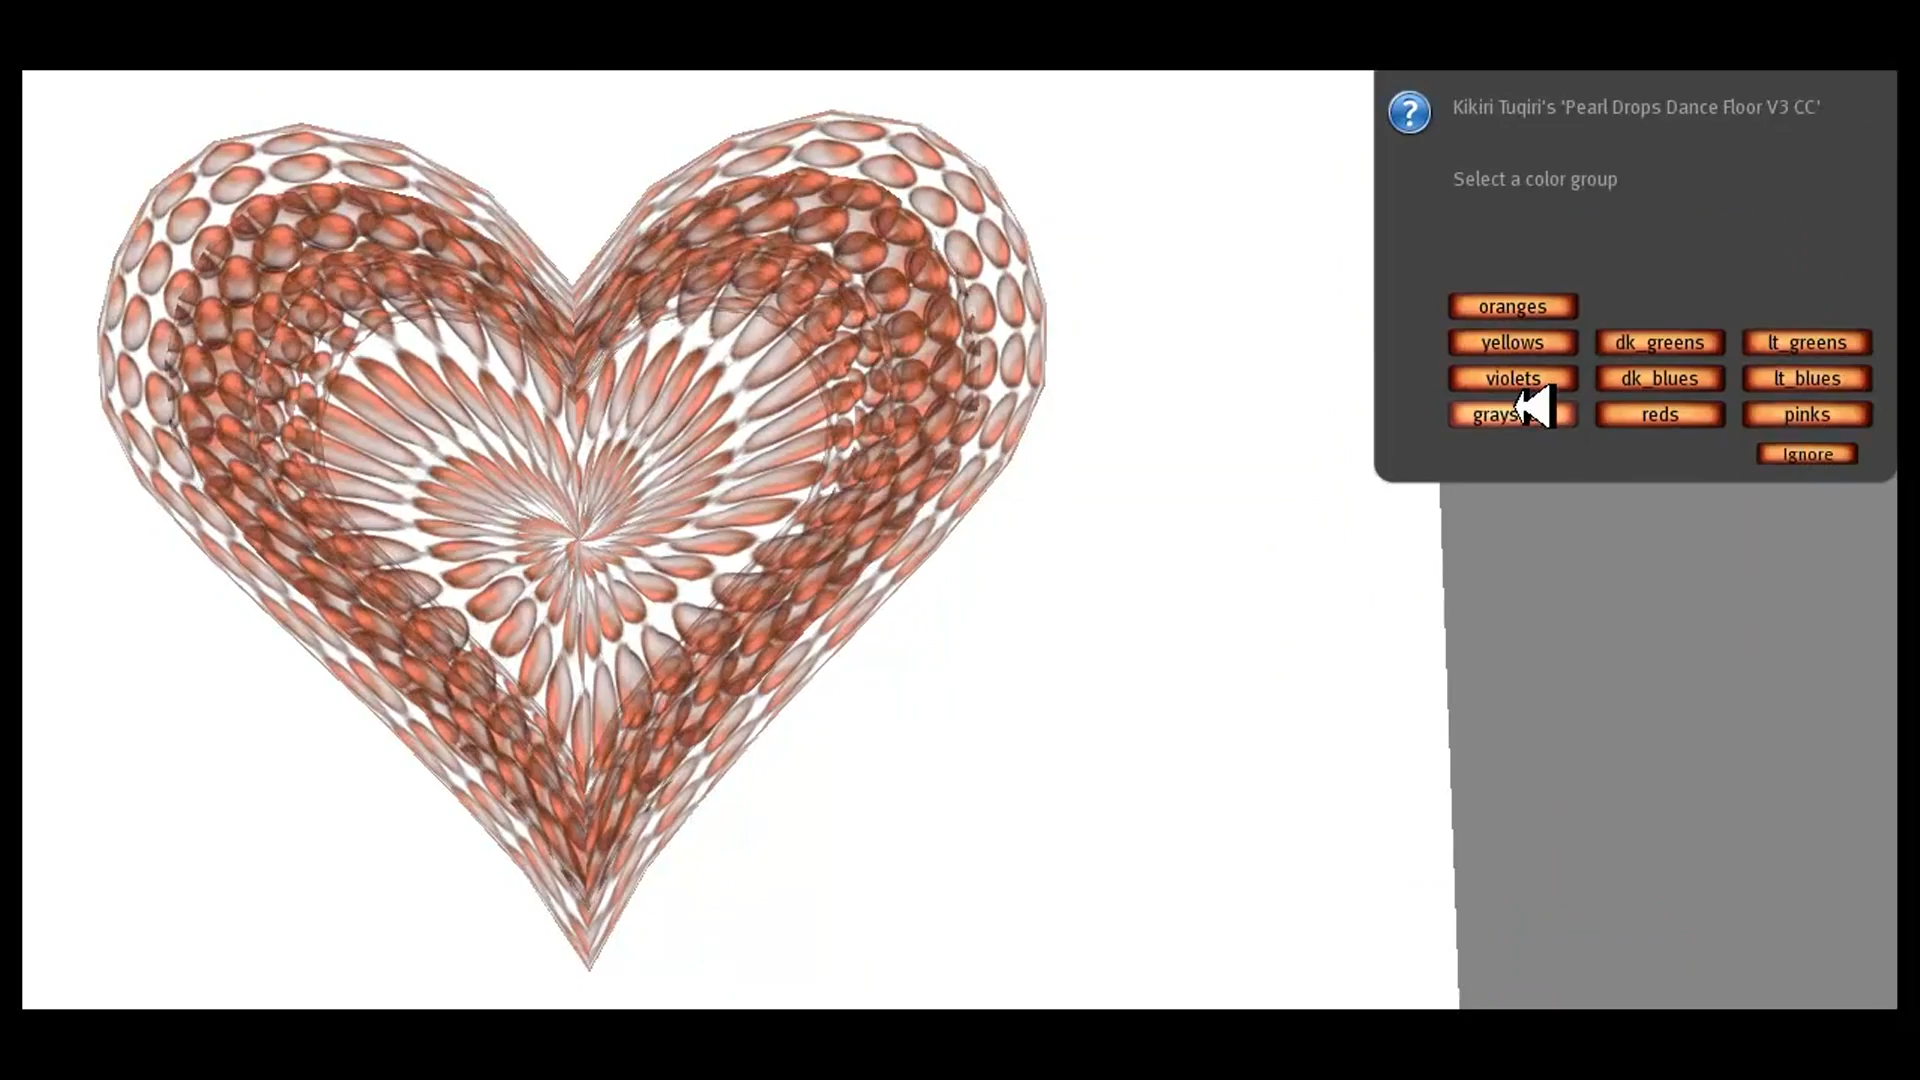 ?
Kikiri Tuqiri's 'Pearl Drops Dance Floor V3 CC'
Select a color group
oranges
yellows dk_greens lt_greens
violets dk_blues lt_blues
reds pinks
Ignore